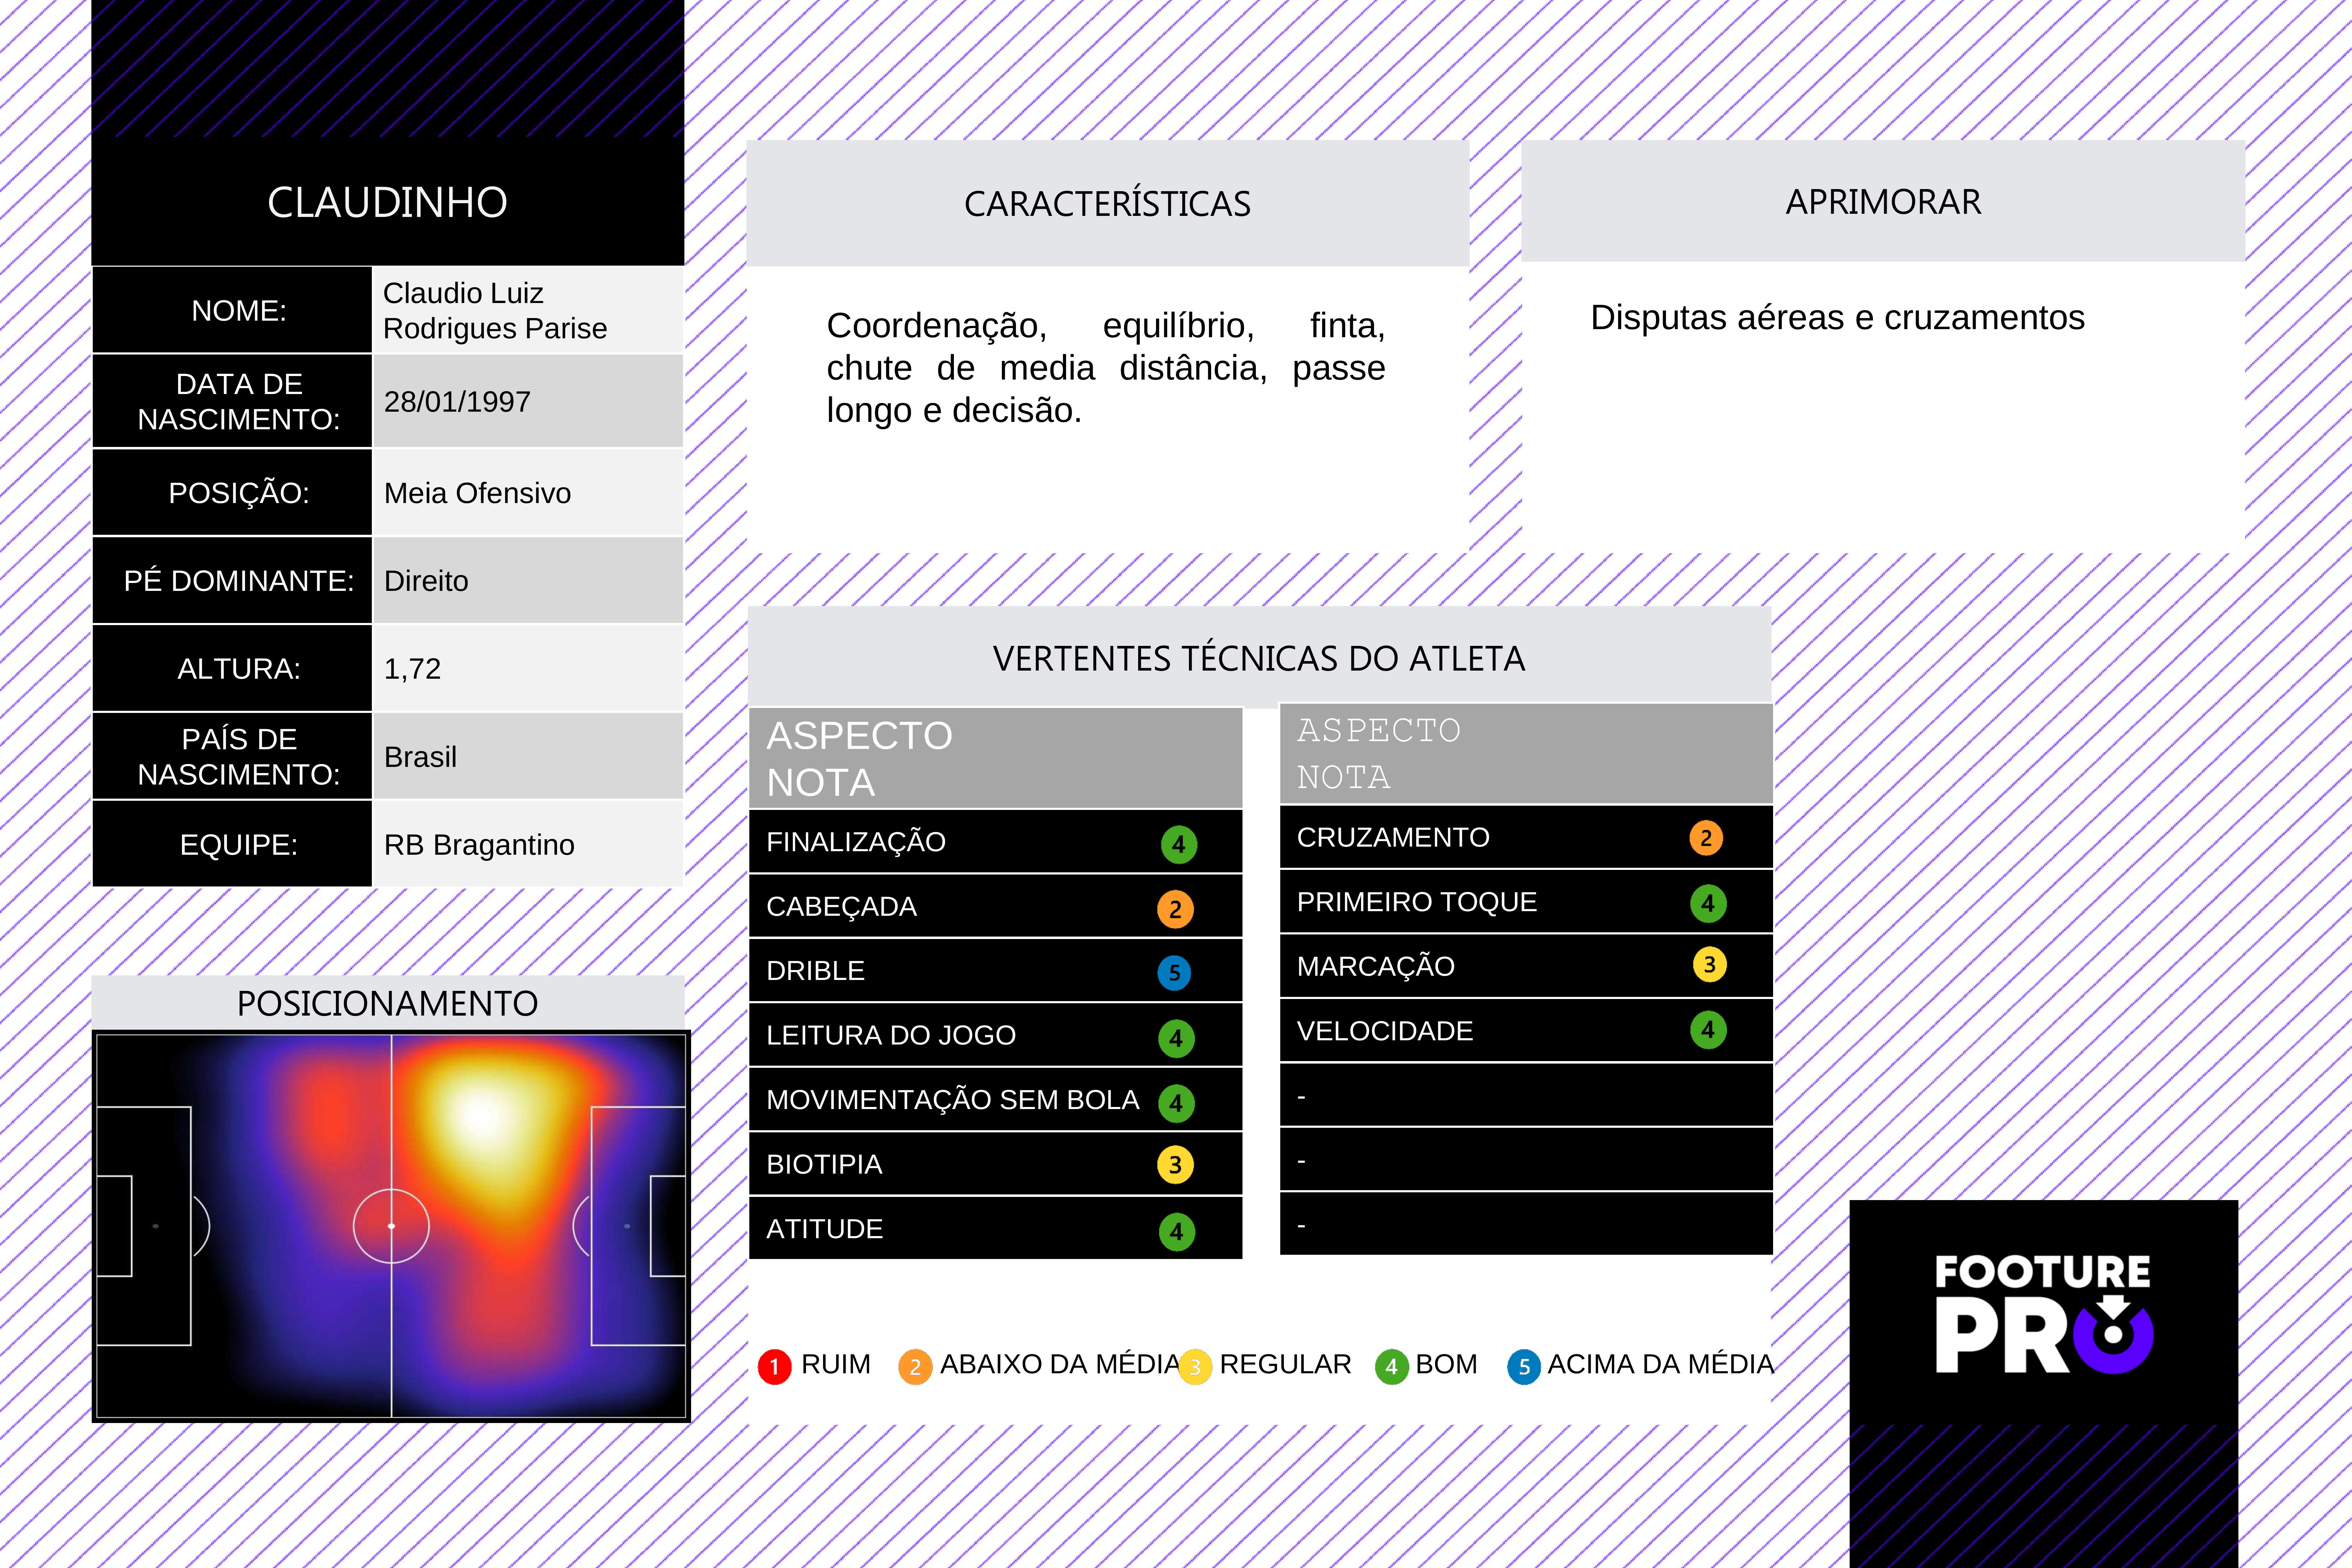 CLAUDINHO
NOME:
Claudio Luiz
Rodrigues Parise
DATA DE
NASCIMENTO:
28/01/1997
POSIÇÃO:
Meia Ofensivo
PÉ DOMINANTE:
Direito
ALTURA:
1,72
PAÍS DE
NASCIMENTO:
Brasil
EQUIPE:
RB Bragantino
POSICIONAMENTO
CARACTERÍSTICAS
Coordenação, equilíbrio, finta,
chute de media distância, passe
longo e decisão.
APRIMORAR
Disputas aéreas e cruzamentos
VERTENTES TÉCNICAS DO ATLETA
ASPECTO
NOTA
FINALIZAÇÃO 4
CABEÇADA 2
DRIBLE 5
LEITURA DO JOGO 4
MOVIMENTAÇÃO SEM BOLA 4
BIOTIPIA 3
ATITUDE 4
ASPECTO
NOTA
CRUZAMENTO 2
PRIMEIRO TOQUE 4
MARCAÇÃO 3
VELOCIDADE 4
-
-
-
1 RUIM 2 ABAIXO DA MÉDIA 3 REGULAR 4 BOM 5 ACIMA DA MÉDIA
FOOTURE
PRO